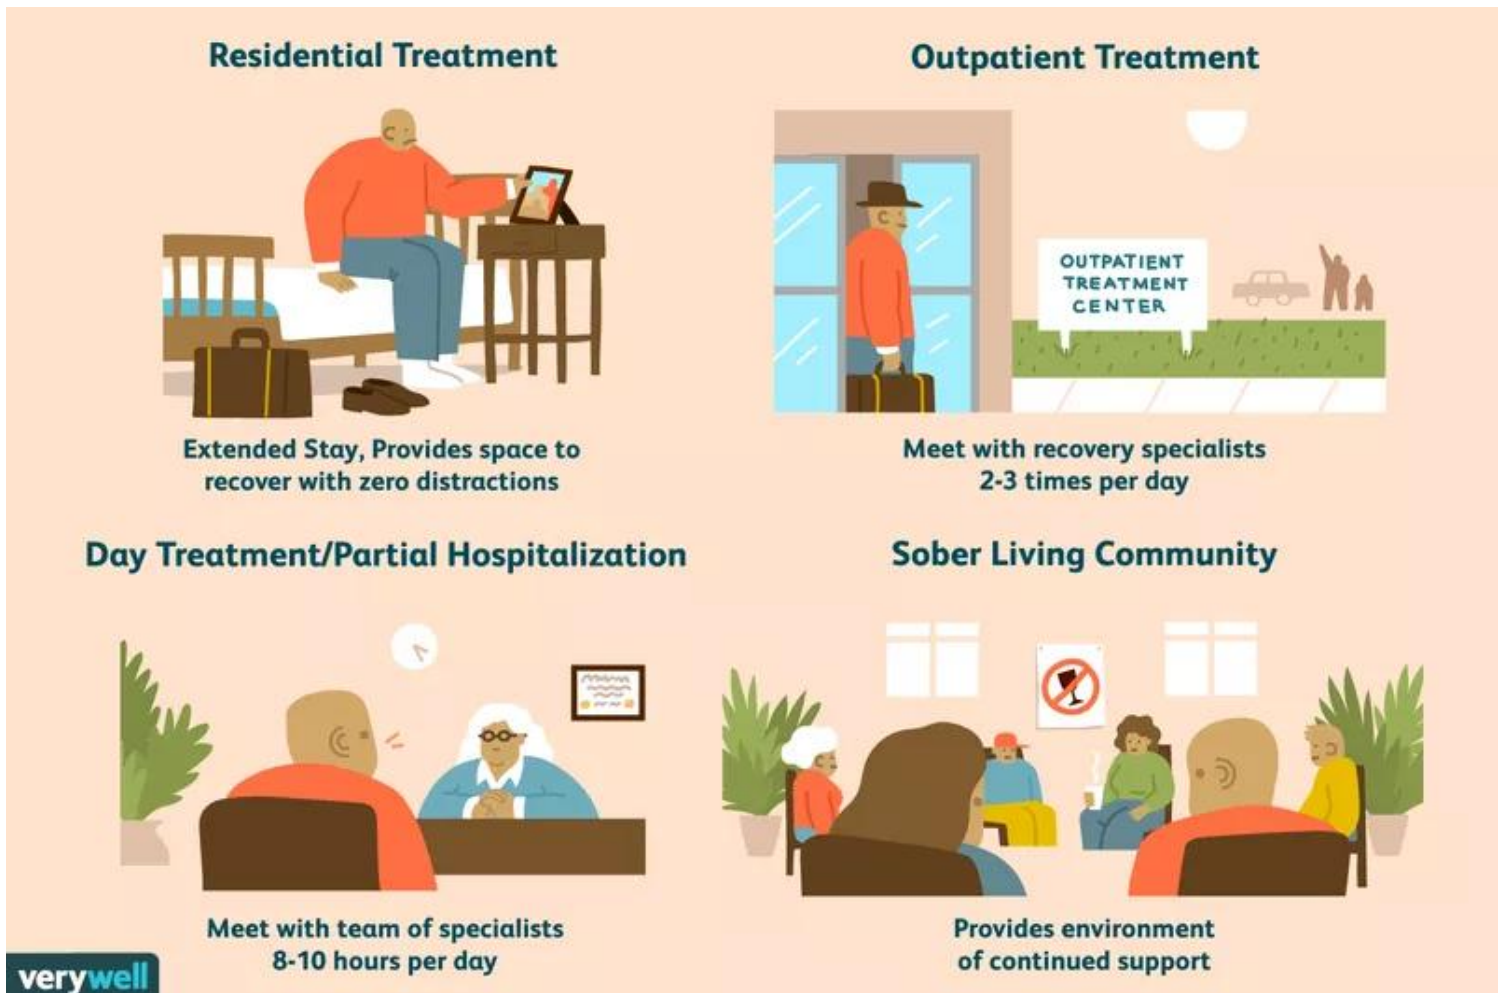 Residential Treatment
Extended Stay, Provides space to
recover with zero distractions
Outpatient Treatment
OUTPATIENT
TREATMENT
CENTER
Meet with recovery specialists
2-3 times per day
Day Treatment/Partial Hospitalization
Meet with team of specialists
8-10 hours per day
Sober Living Community
Provides environment
of continued support
verywell